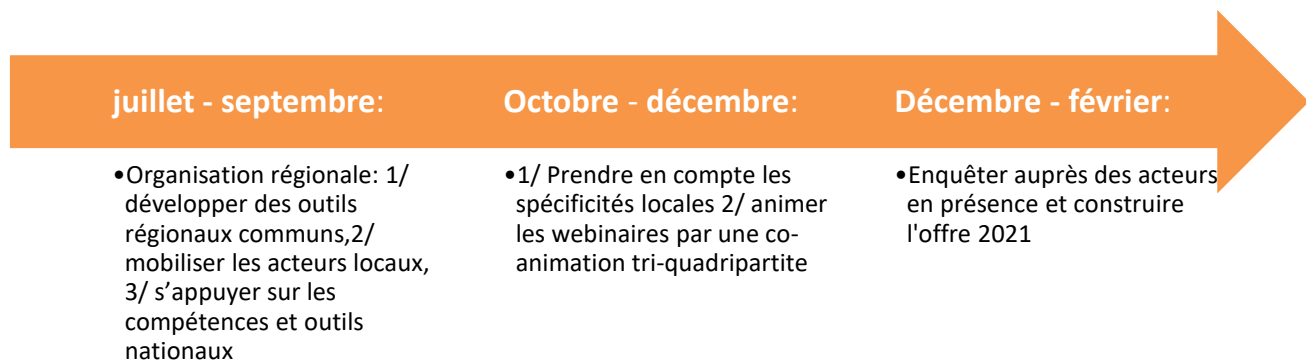 juillet - septembre:
•Organisation régionale: 1/
développer des outils
régionaux communs,2/
mobiliser les acteurs locaux,
3/ s’appuyer sur les
compétences et outils
nationaux
Octobre - décembre:
•1/ Prendre en compte les
spécificités locales 2/ animer
les webinaires par une co-
animation tri-quadripartite
Décembre - février:
•Enquêter auprès des acteurs
en présence et construire
l'offre 2021